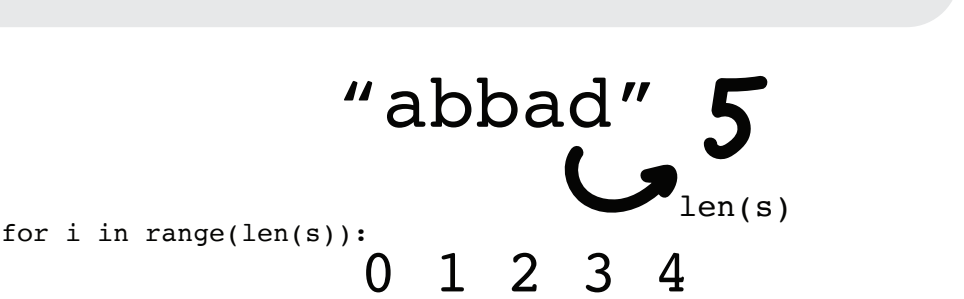 “abbad” 5
len(s)
for i in range(len(s)):
0 1 2 3 4